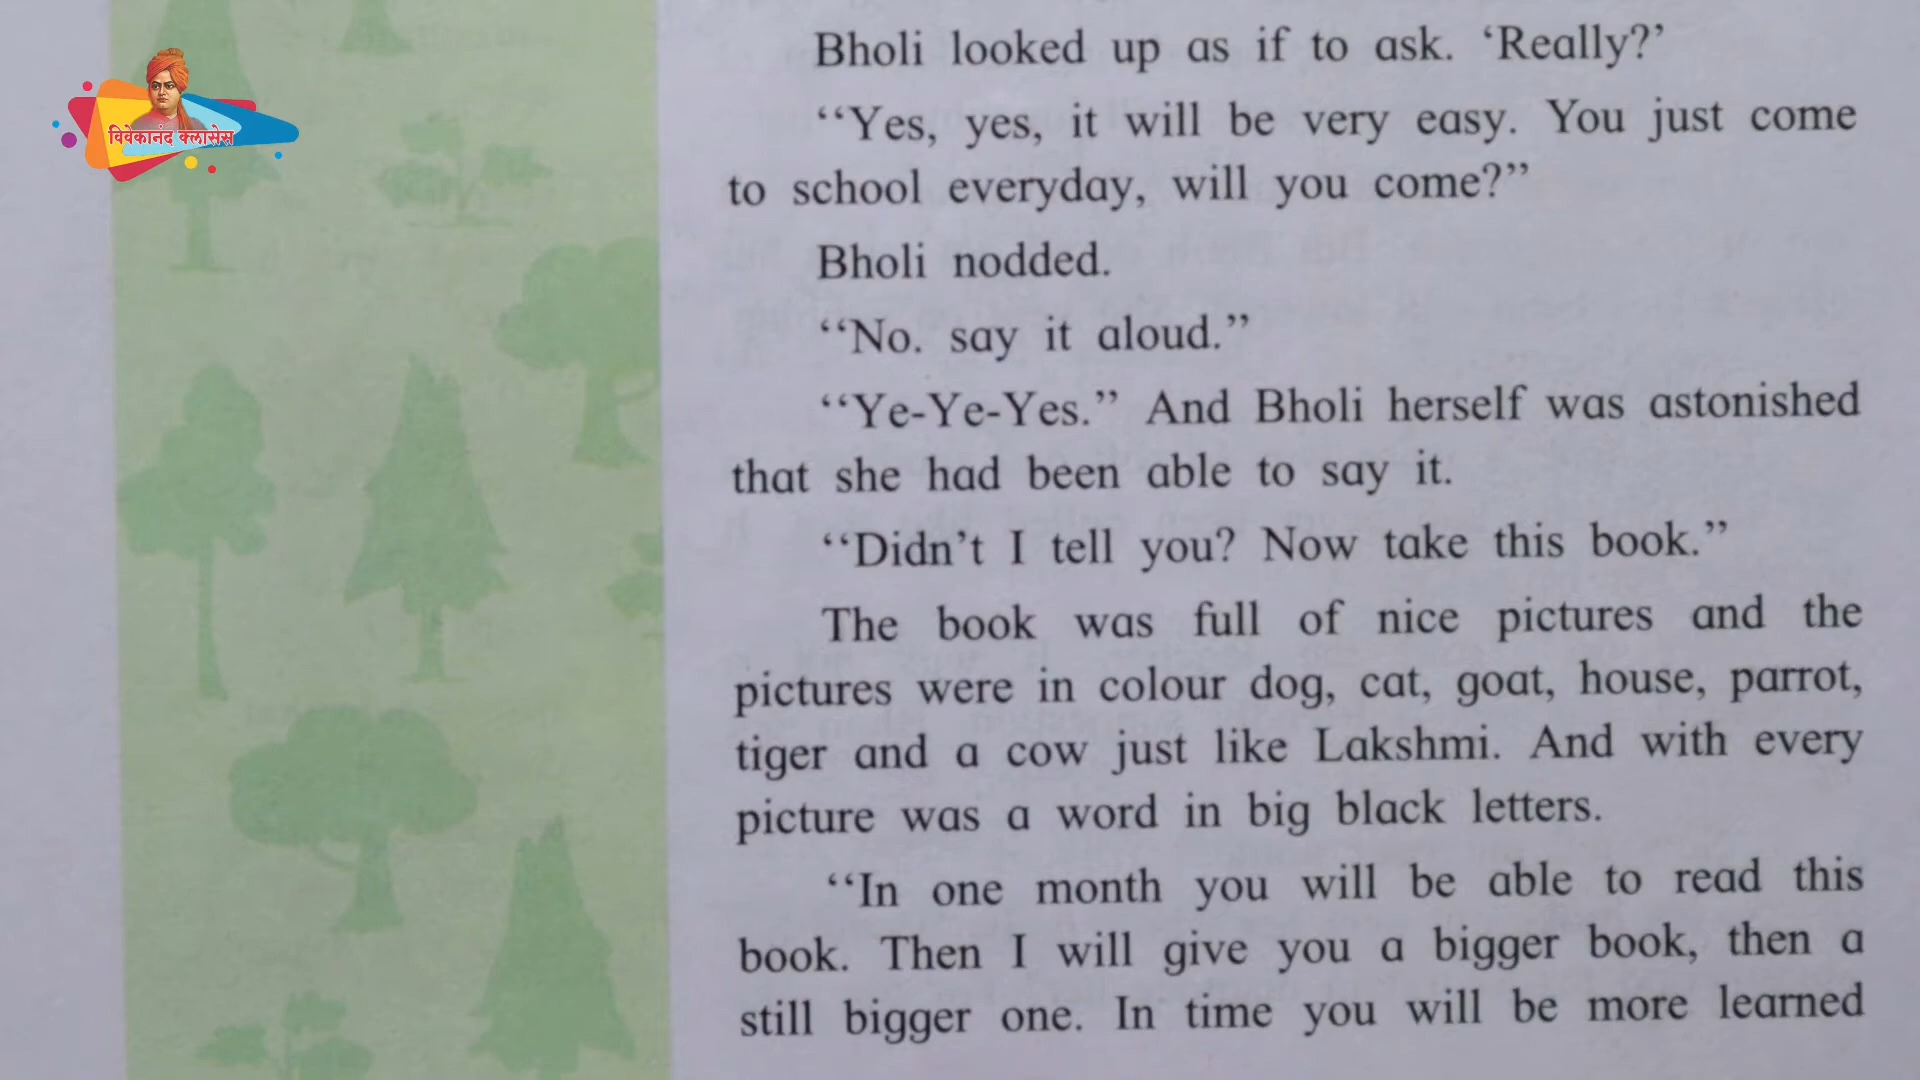 विवेकानंद क्लासेस
Bholi looked up as if to ask. ‘Really?’
‘‘Yes, yes, it will be very easy. You just come
to school everyday, will you come?’’
Bholi nodded.
‘‘No. say it aloud.’’
‘‘Ye-Ye-Yes.’’ And Bholi herself was astonished
that she had been able to say it.
‘‘Didn’t I tell you? Now take this book.’’
The book was full of nice pictures and the
pictures were in colour dog, cat, goat, house, parrot,
tiger and a cow just like Lakshmi. And with every
picture was a word in big black letters.
‘‘In one month you will be able to read this
book. Then I will give you a bigger book, then a
still bigger one. In time you will be more learned